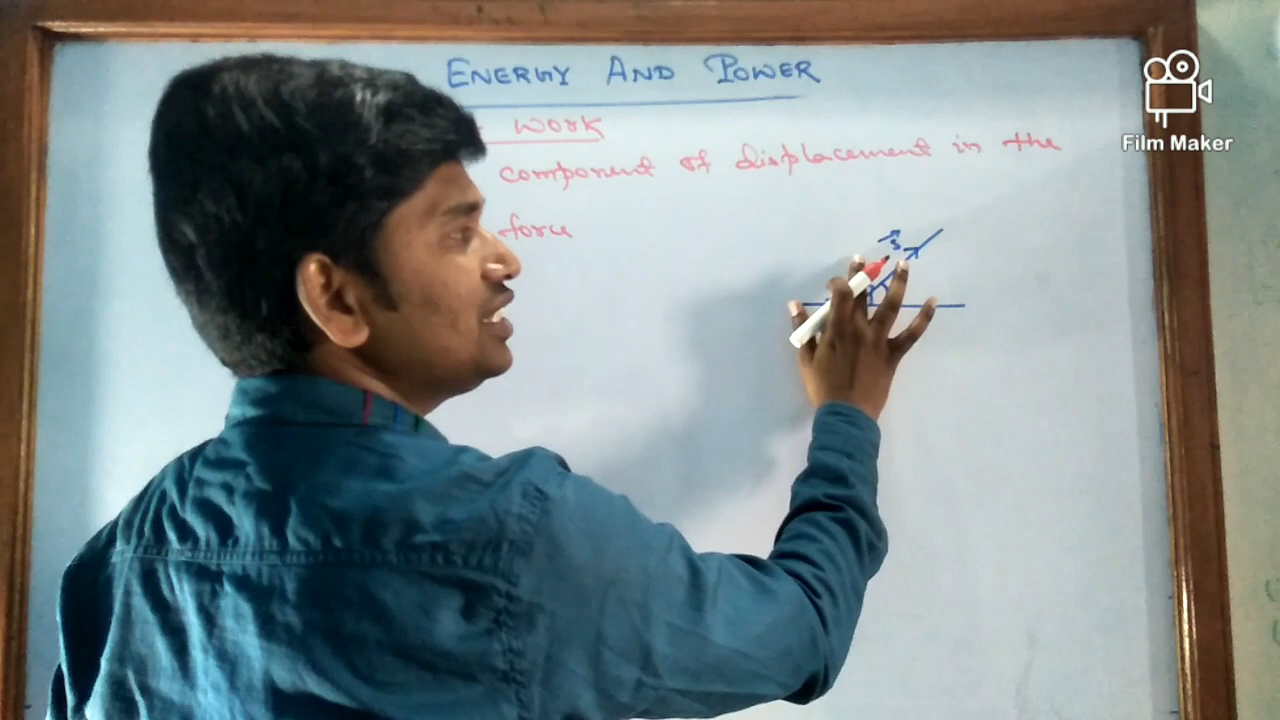 ENERGY AND POWER
WORK
component of displacement in the
force
S
Film Maker